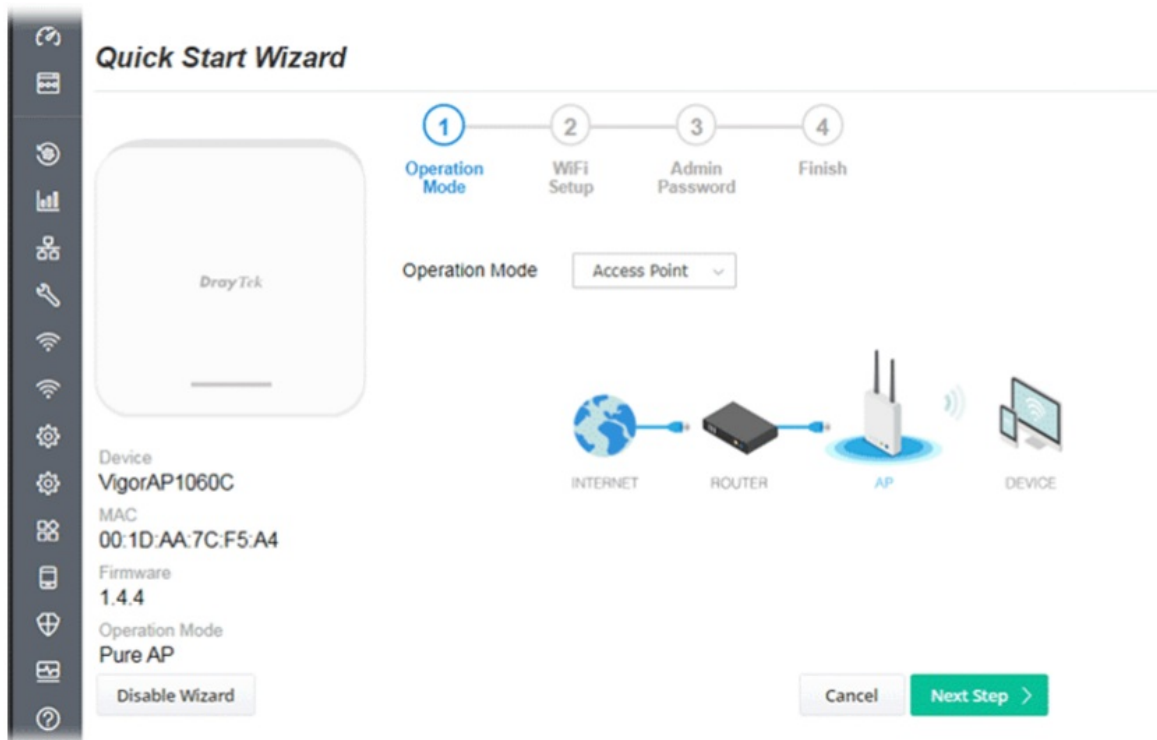 Quick Start Wizard
1
2
3
4
Operation
Mode
WiFi
Setup
Admin
Password
Finish
Operation Mode
Access Point
DrayTek
INTERNET
ROUTER
AP
DEVICE
Device
VigorAP1060C
MAC
00:1D:AA:7C:F5:A4
Firmware
1.4.4
Operation Mode
Pure AP
Disable Wizard
Cancel
Next Step